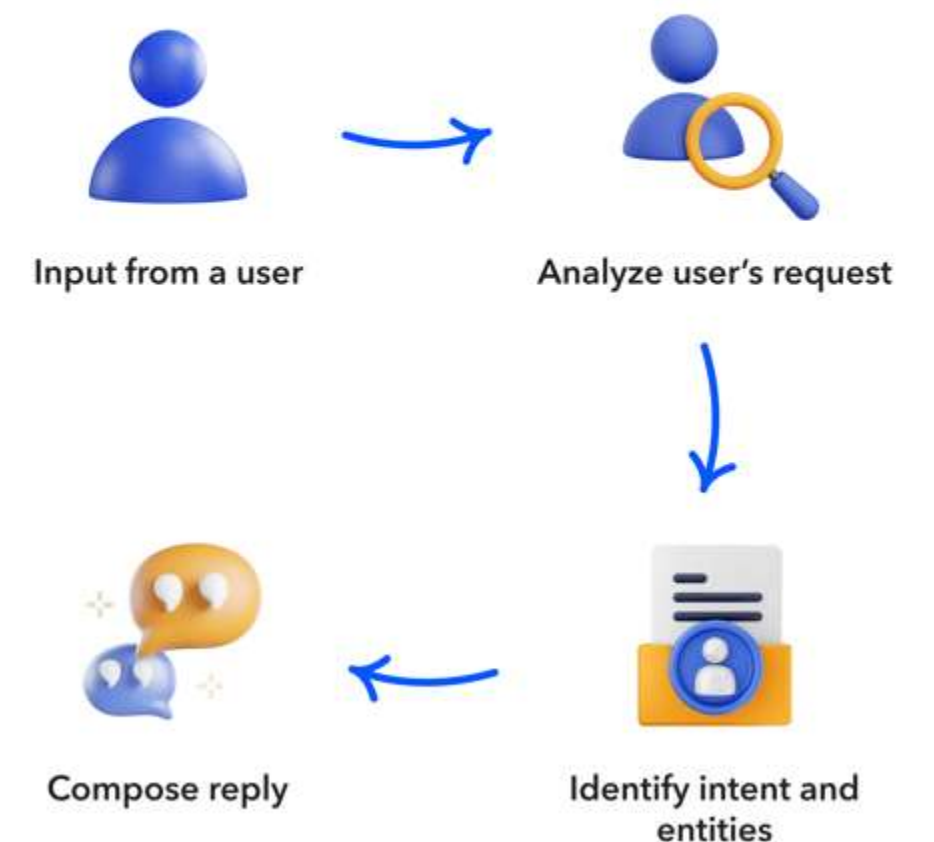 Input from a user
Analyze user's request
Compose reply
Identify intent and
entities